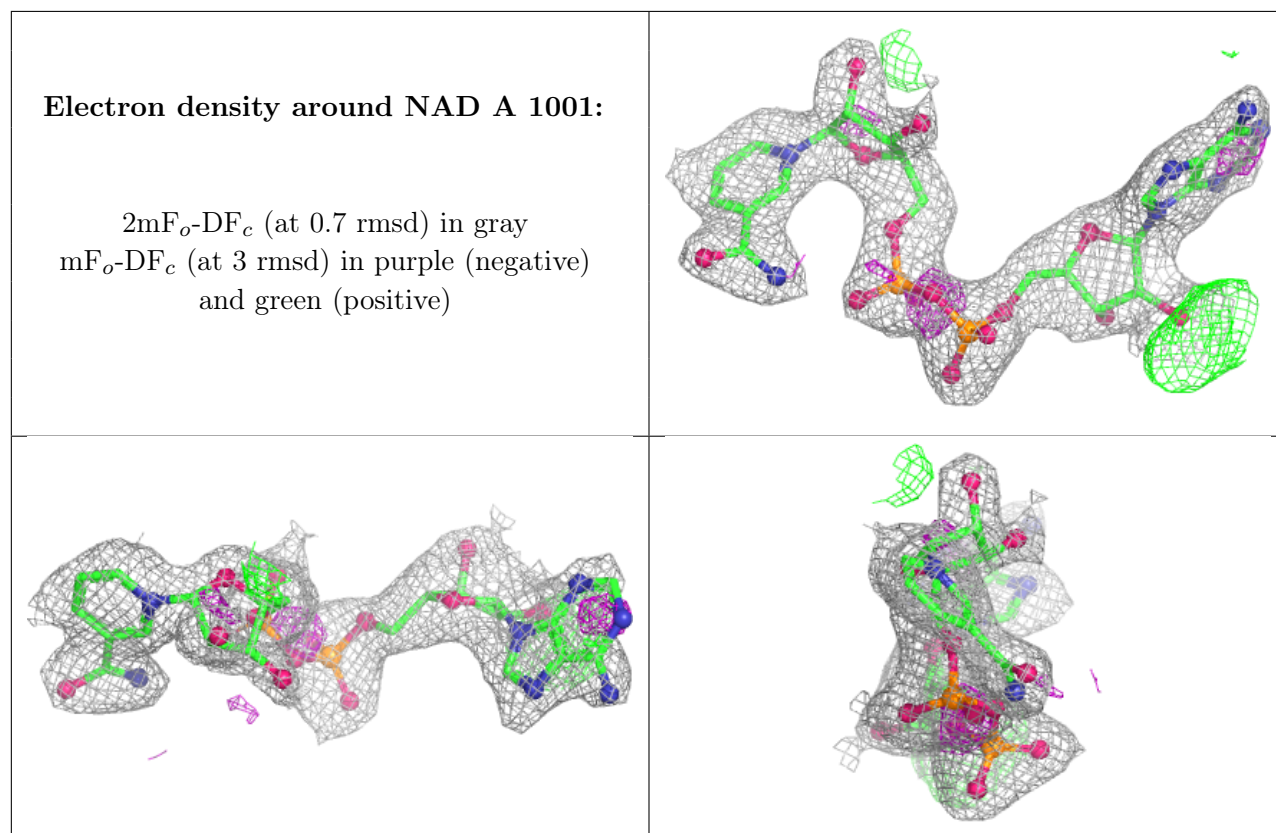 Electron density around NAD A 1001:
2mFₒ-DF𝒸 (at 0.7 rmsd) in gray
mFₒ-DF𝒸 (at 3 rmsd) in purple (negative)
and green (positive)